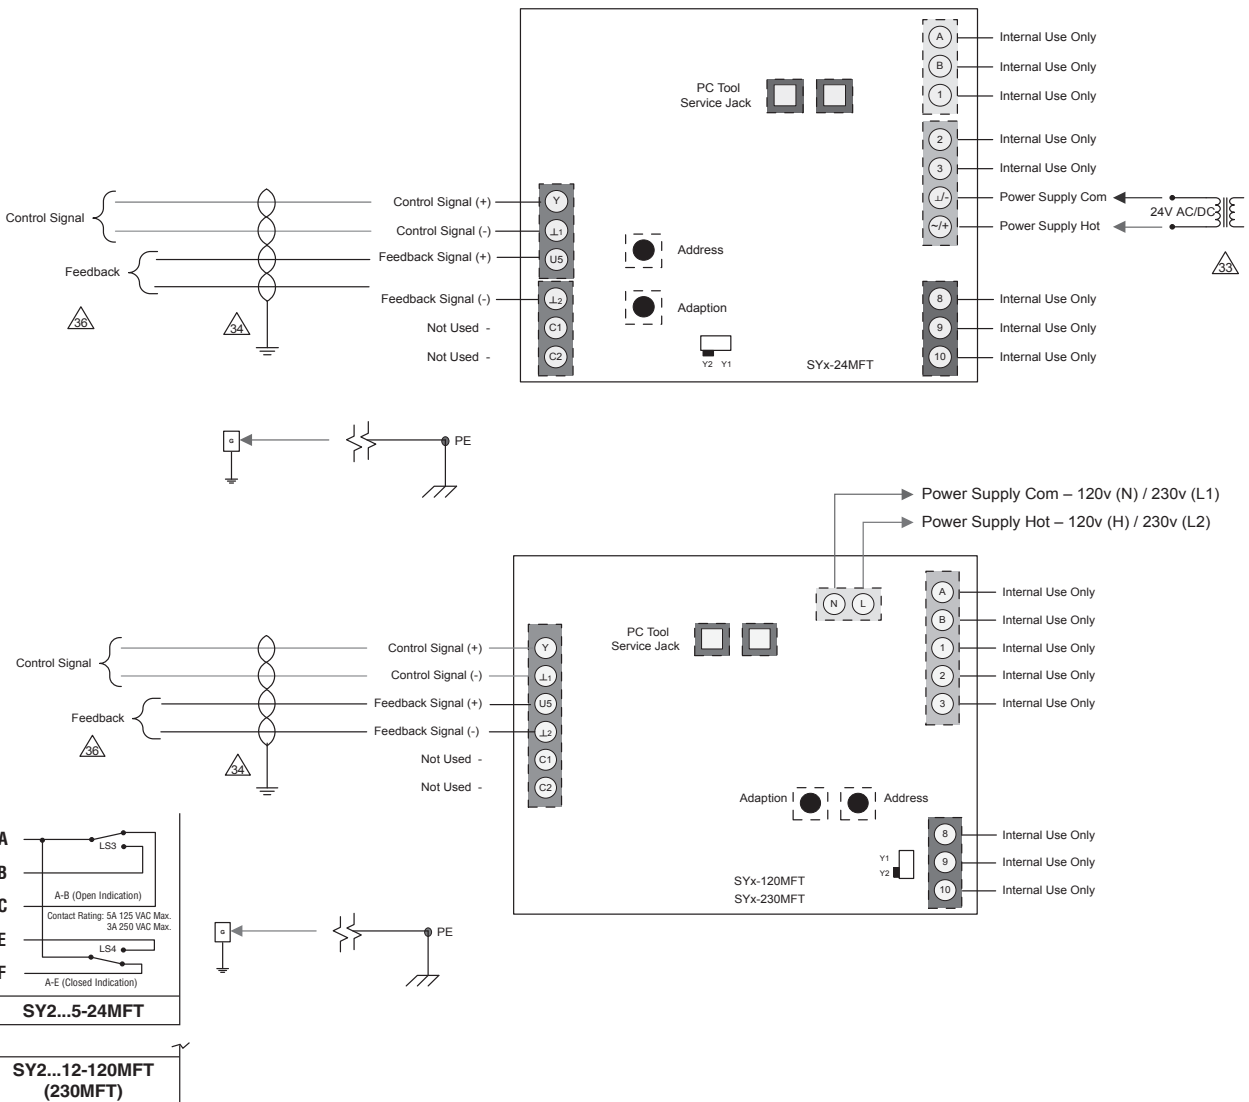 A Internal Use Only
B Internal Use Only
1 Internal Use Only
PC Tool
Service Jack
2 Internal Use Only
3 Internal Use Only
⊥/- Power Supply Com
24V AC/DC
~/+ Power Supply Hot
33
Control Signal
Control Signal (+) Y
Control Signal (-) ⊥1
Feedback
Feedback Signal (+) U5
Feedback Signal (-) ⊥2
Not Used - C1
Not Used - C2
36
34
Address
Adaption
Y2 Y1
SYx-24MFT
8 Internal Use Only
9 Internal Use Only
10 Internal Use Only
G
PE
Power Supply Com – 120v (N) / 230v (L1)
Power Supply Hot – 120v (H) / 230v (L2)
N L
A Internal Use Only
B Internal Use Only
1 Internal Use Only
2 Internal Use Only
3 Internal Use Only
PC Tool
Service Jack
Control Signal
Control Signal (+) Y
Control Signal (-) ⊥1
Feedback
Feedback Signal (+) U5
Feedback Signal (-) ⊥2
Not Used - C1
Not Used - C2
36
34
Adaption
Address
Y1
Y2
8 Internal Use Only
9 Internal Use Only
10 Internal Use Only
SYx-120MFT
SYx-230MFT
G
PE
A
LS3
B
A-B (Open Indication)
C
Contact Rating: 5A 125 VAC Max.
3A 250 VAC Max.
E
LS4
F
A-E (Closed Indication)
SY2...5-24MFT
SY2...12-120MFT
(230MFT)